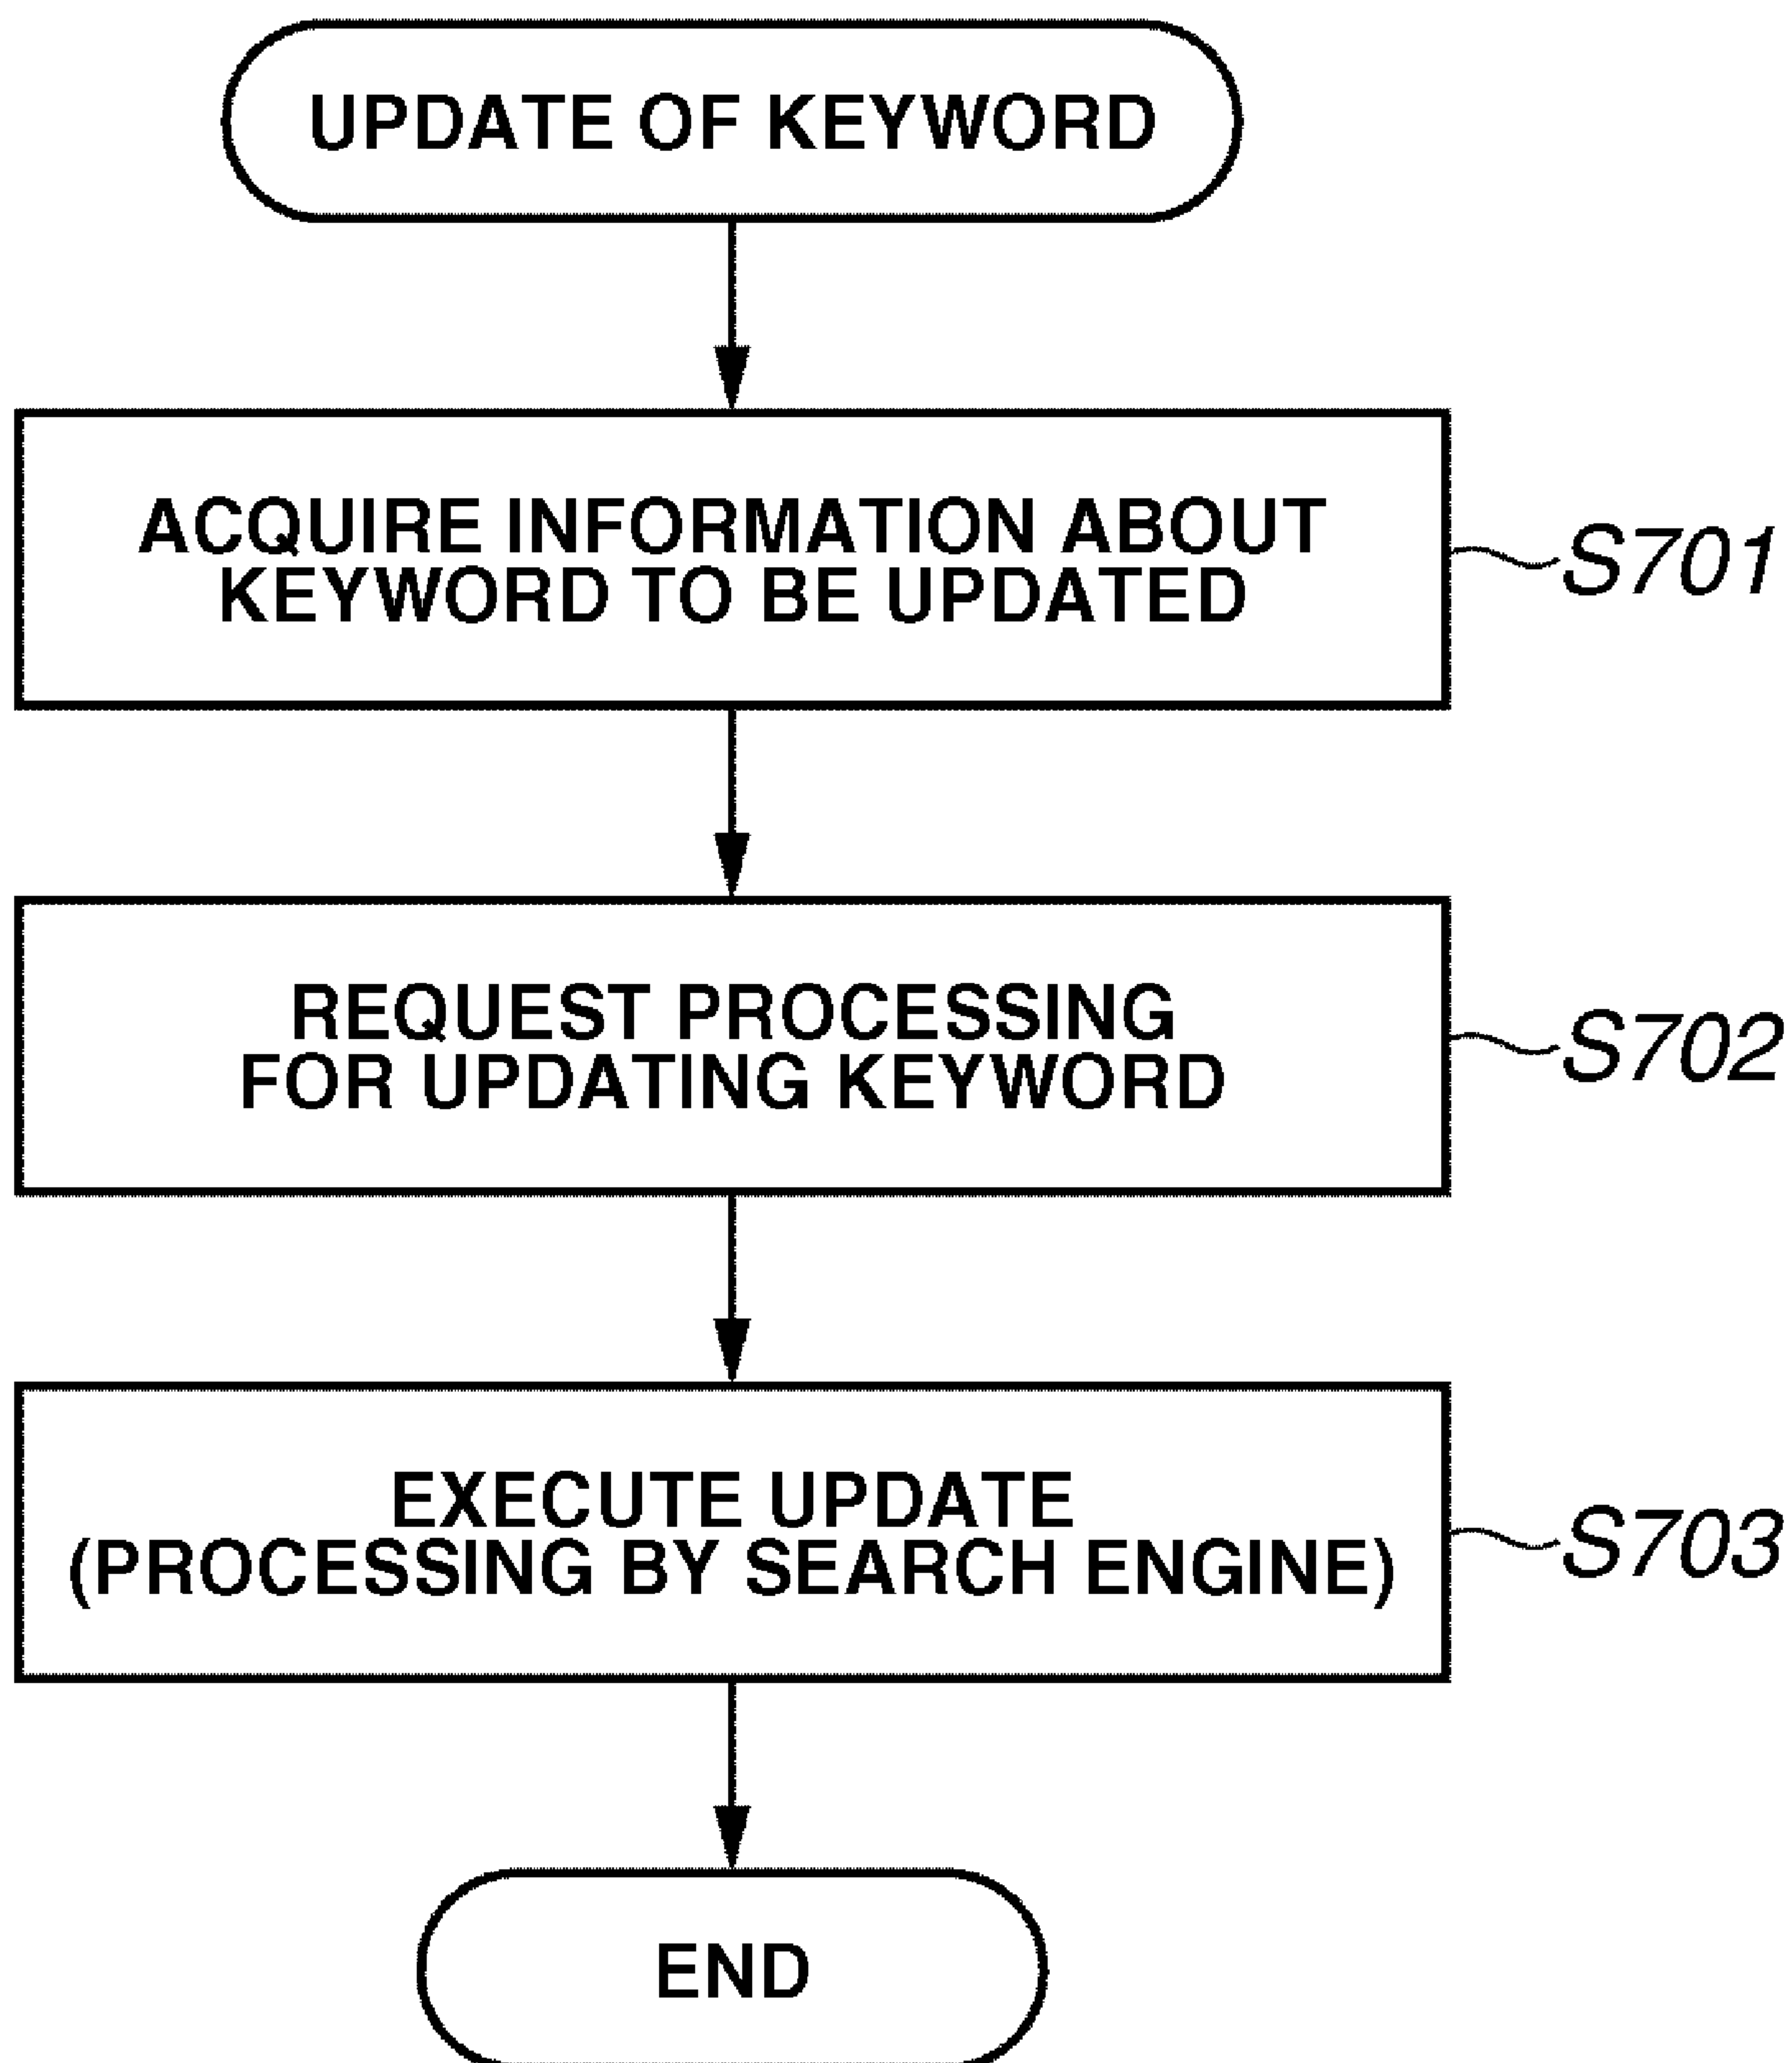 UPDATE OF KEYWORD
ACQUIRE INFORMATION ABOUT
KEYWORD TO BE UPDATED
S701
REQUEST PROCESSING
FOR UPDATING KEYWORD
S702
EXECUTE UPDATE
(PROCESSING BY SEARCH ENGINE)
S703
END